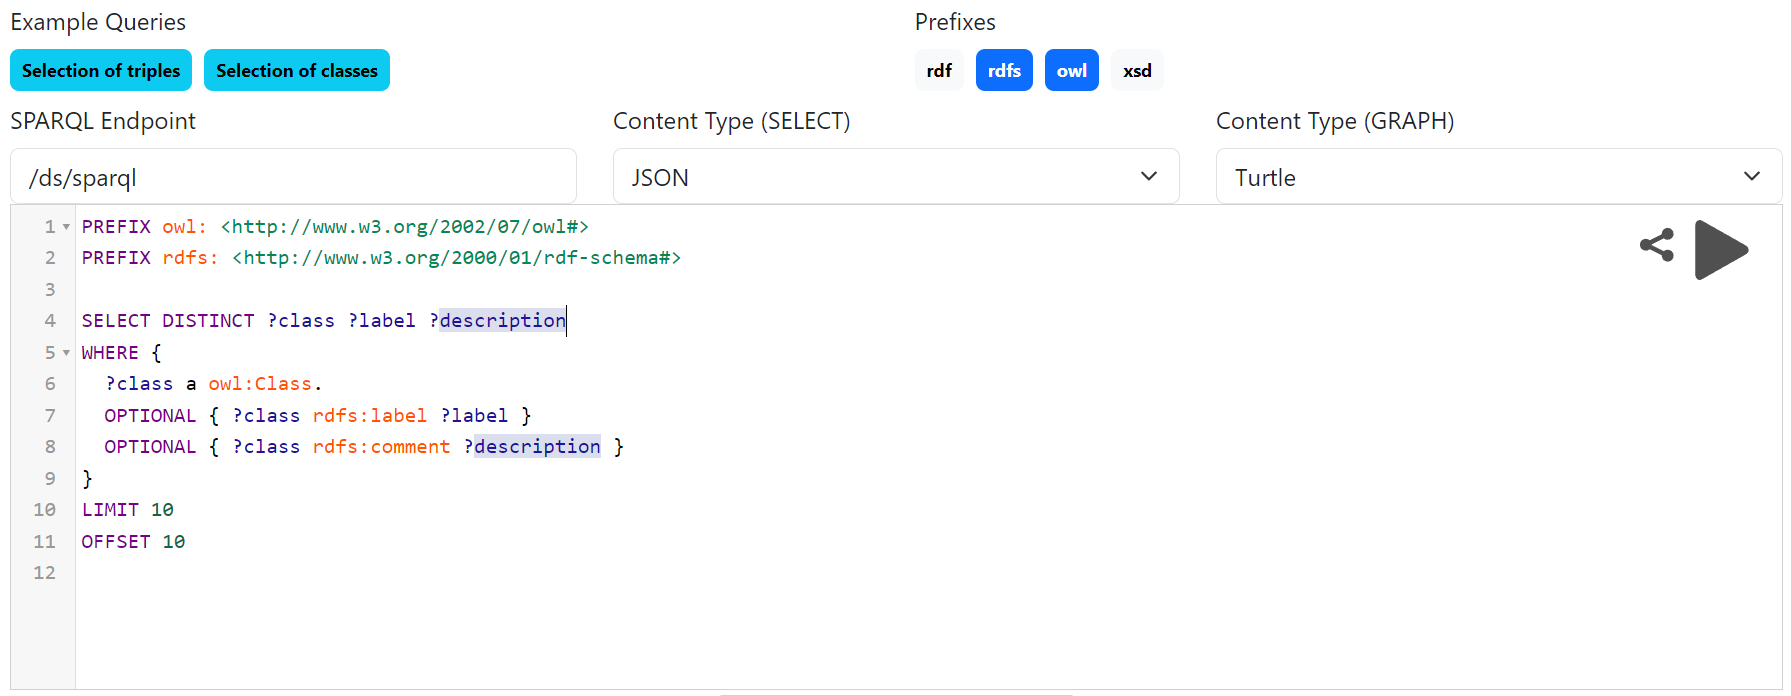 Example Queries
Prefixes
Selection of triples
Selection of classes
rdf
rdfs
owl
xsd
SPARQL Endpoint
Content Type (SELECT)
Content Type (GRAPH)
/ds/sparql
JSON
Turtle
1 PREFIX owl: <http://www.w3.org/2002/07/owl#>
2 PREFIX rdfs: <http://www.w3.org/2000/01/rdf-schema#>
3
4 SELECT DISTINCT ?class ?label ?description
5 WHERE {
6   ?class a owl:Class.
7   OPTIONAL { ?class rdfs:label ?label }
8   OPTIONAL { ?class rdfs:comment ?description }
9 }
10 LIMIT 10
11 OFFSET 10
12